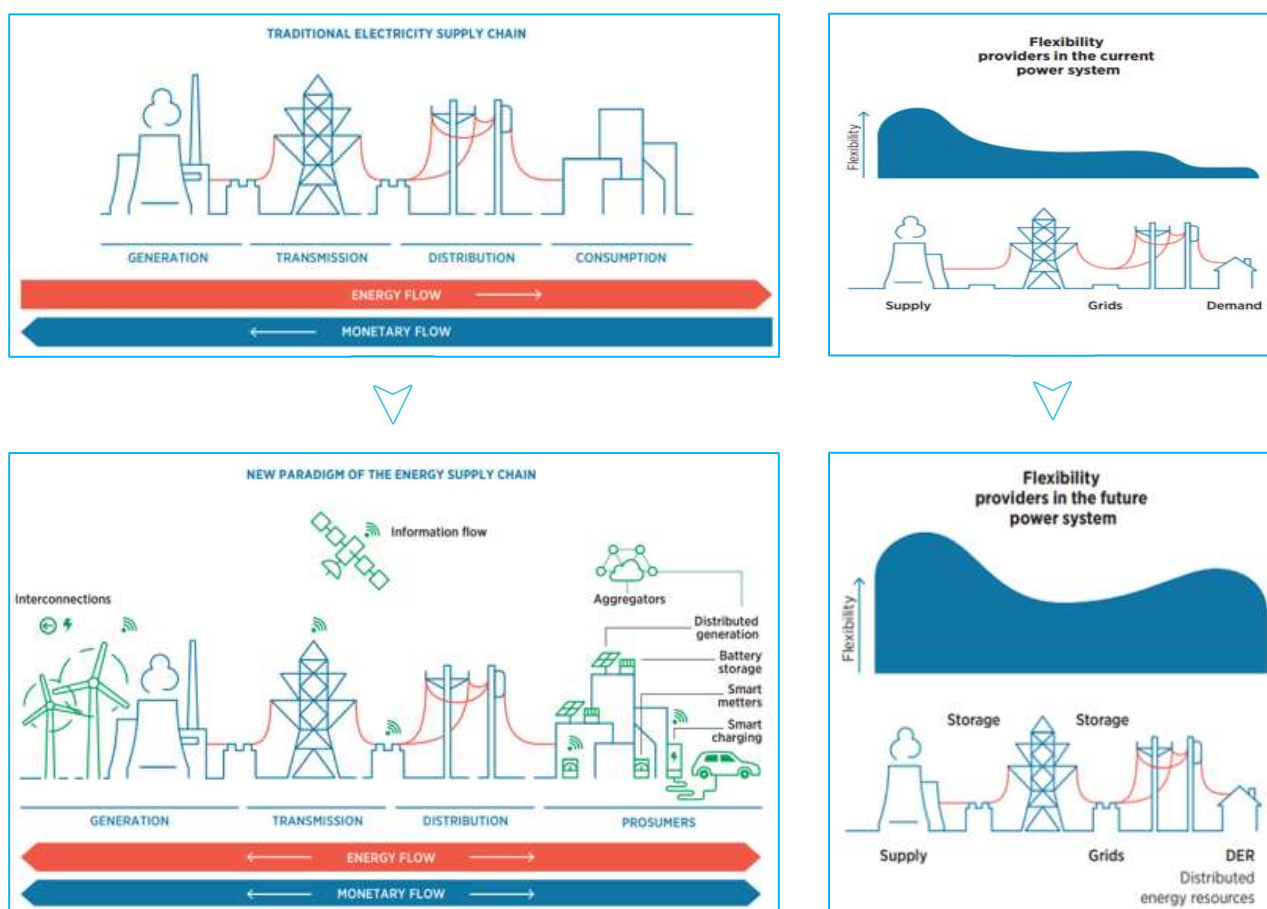 TRADITIONAL ELECTRICITY SUPPLY CHAIN
GENERATION
TRANSMISSION
DISTRIBUTION
CONSUMPTION
ENERGY FLOW
MONETARY FLOW
Flexibility
providers in the current
power system
Flexibility
Supply
Grids
Demand
NEW PARADIGM OF THE ENERGY SUPPLY CHAIN
Information flow
Interconnections
Aggregators
Distributed
generation
Battery
storage
Smart
metters
Smart
charging
GENERATION
TRANSMISSION
DISTRIBUTION
PROSUMERS
ENERGY FLOW
MONETARY FLOW
Flexibility
providers in the future
power system
Flexibility
Storage
Storage
Supply
Grids
DER
Distributed
energy resources